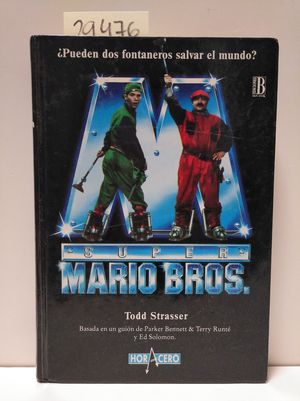 29476
¿Pueden dos fontaneros salvar el mundo?
B
SUPER
MARIO BROS.
Todd Strasser
Basada en un guión de Parker Bennett & Terry Runté
y Ed Solomon.
HORA CERO